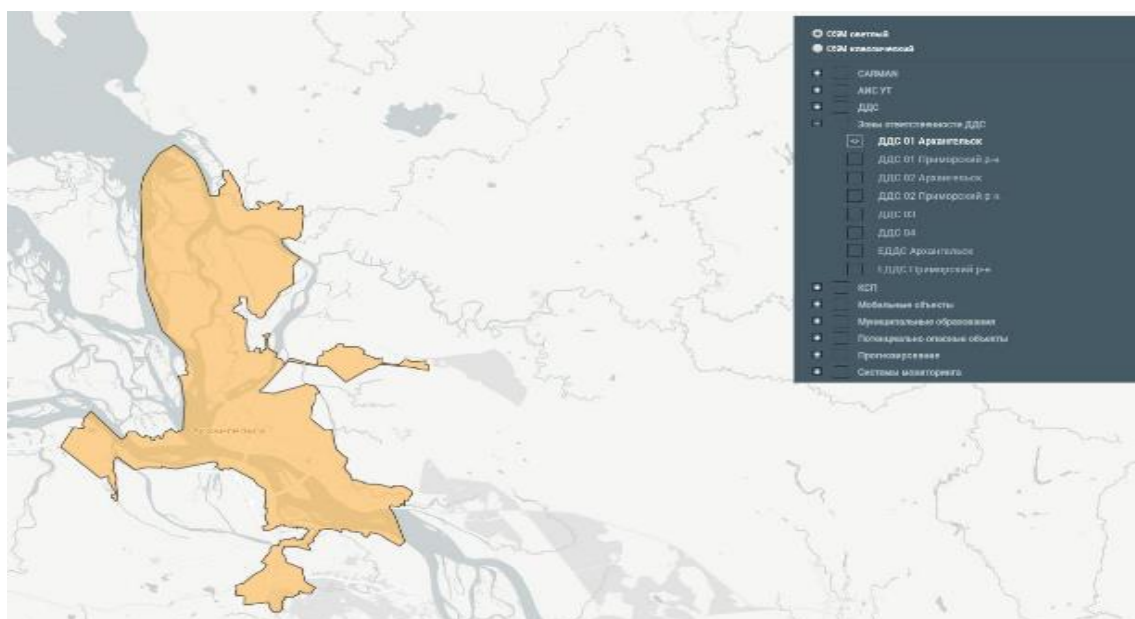 OSM светлый
OSM классический
CARMAN
АИС УТ
ДДС
Зоны ответственности ДДС
ДДС 01 Архангельск
ДДС 01 Приморский р-н
ДДС 02 Архангельск
ДДС 02 Приморский р-н
ДДС 03
ДДС 04
ЕДДС Архангельск
ЕДДС Приморский р-н
КСП
Мобильные объекты
Муниципальные образования
Потенциально опасные объекты
Прогнозирование
Системы мониторинга
Архангельск